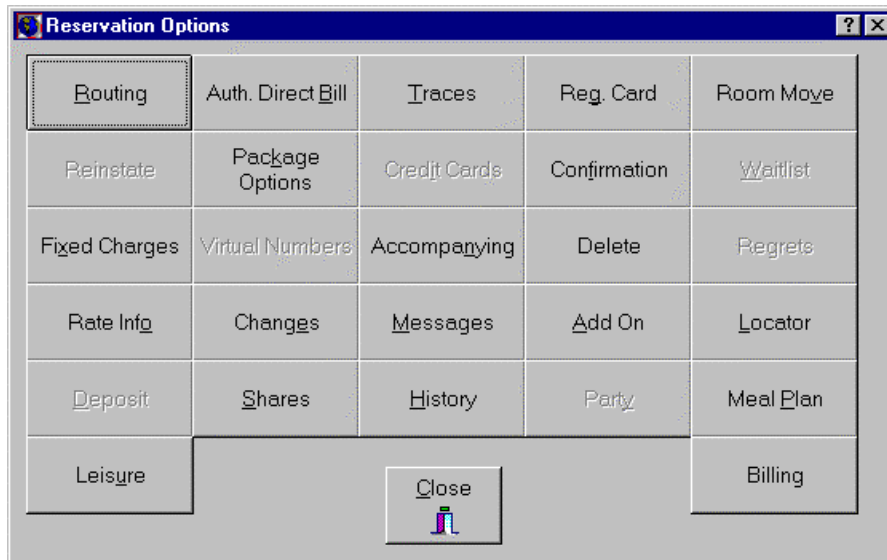 Reservation Options
Routing
Auth. Direct Bill
Traces
Reg. Card
Room Move
Reinstate
Package
Options
Credit Cards
Confirmation
Waitlist
Fixed Charges
Virtual Numbers
Accompanying
Delete
Regrets
Rate Info
Changes
Messages
Add On
Locator
Deposit
Shares
History
Party
Meal Plan
Leisure
Close
Billing